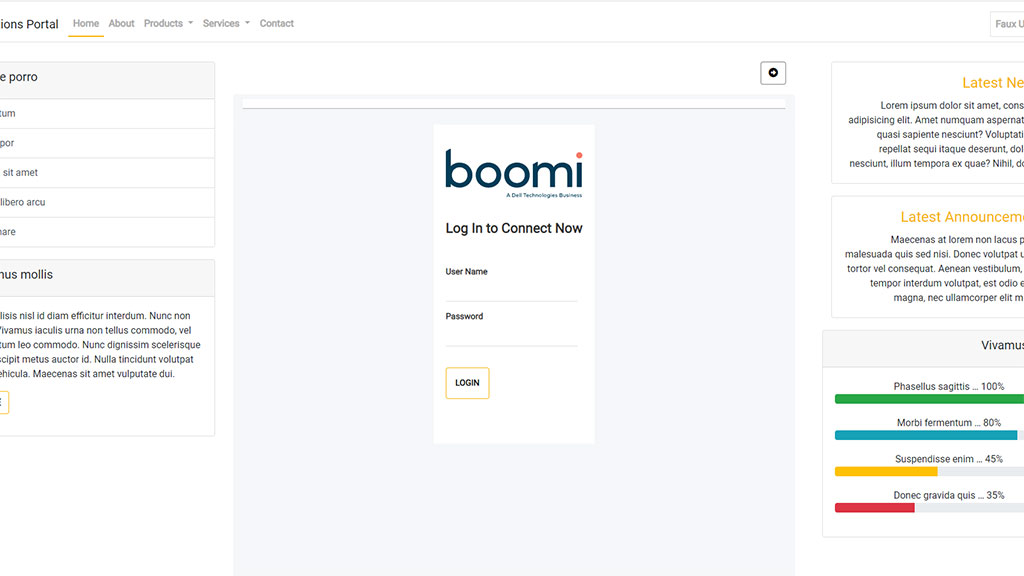 ions Portal
Home
About
Products
Services
Contact
Faux U
e porro
tum
por
sit amet
libero arcu
nare
nus mollis
lisis nisl id diam efficitur interdum. Nunc non
Vivamus iaculis urna non tellus commodo, vel
tum leo commodo. Nunc dignissim scelerisque
scipit metus auctor id. Nulla tincidunt volutpat
ehicula. Maecenas sit amet vulputate dui.
boomi
A Dell Technologies Business
Log In to Connect Now
User Name
Password
LOGIN
Latest Ne
Lorem ipsum dolor sit amet, cons
adipisicing elit. Amet numquam aspernat
quasi sapiente nesciunt? Voluptati
repellat sequi itaque deserunt, dol
nesciunt, illum tempora ex quae? Nihil, do
Latest Announceme
Maecenas at lorem non lacus p
malesuada quis sed nisi. Donec volutpat u
tortor vel consequat. Aenean vestibulum,
tempor interdum volutpat, est odio e
magna, nec ullamcorper elit m
Vivamus
Phasellus sagittis ... 100%
Morbi fermentum ... 80%
Suspendisse enim ... 45%
Donec gravida quis ... 35%